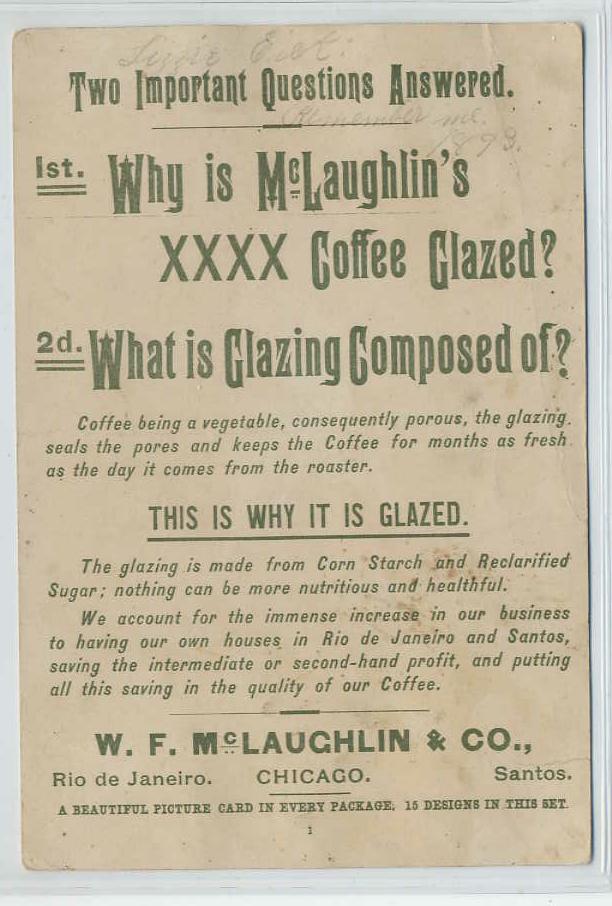 Lizzie
Two Important Questions Answered.
Remember me.
1893.
1st. Why is McLaughlin's
XXXX Coffee Glazed?
2d. What is Glazing Composed of?
Coffee being a vegetable, consequently porous, the glazing
seals the pores and keeps the Coffee for months as fresh
as the day it comes from the roaster.
THIS IS WHY IT IS GLAZED.
The glazing is made from Corn Starch and Reclarified
Sugar; nothing can be more nutritious and healthful.
We account for the immense increase in our business
to having our own houses in Rio de Janeiro and Santos,
saving the intermediate or second-hand profit, and putting
all this saving in the quality of our Coffee.
W. F. McLAUGHLIN & CO.,
Rio de Janeiro. CHICAGO. Santos.
A BEAUTIFUL PICTURE CARD IN EVERY PACKAGE, 15 DESIGNS IN THIS SET.
1